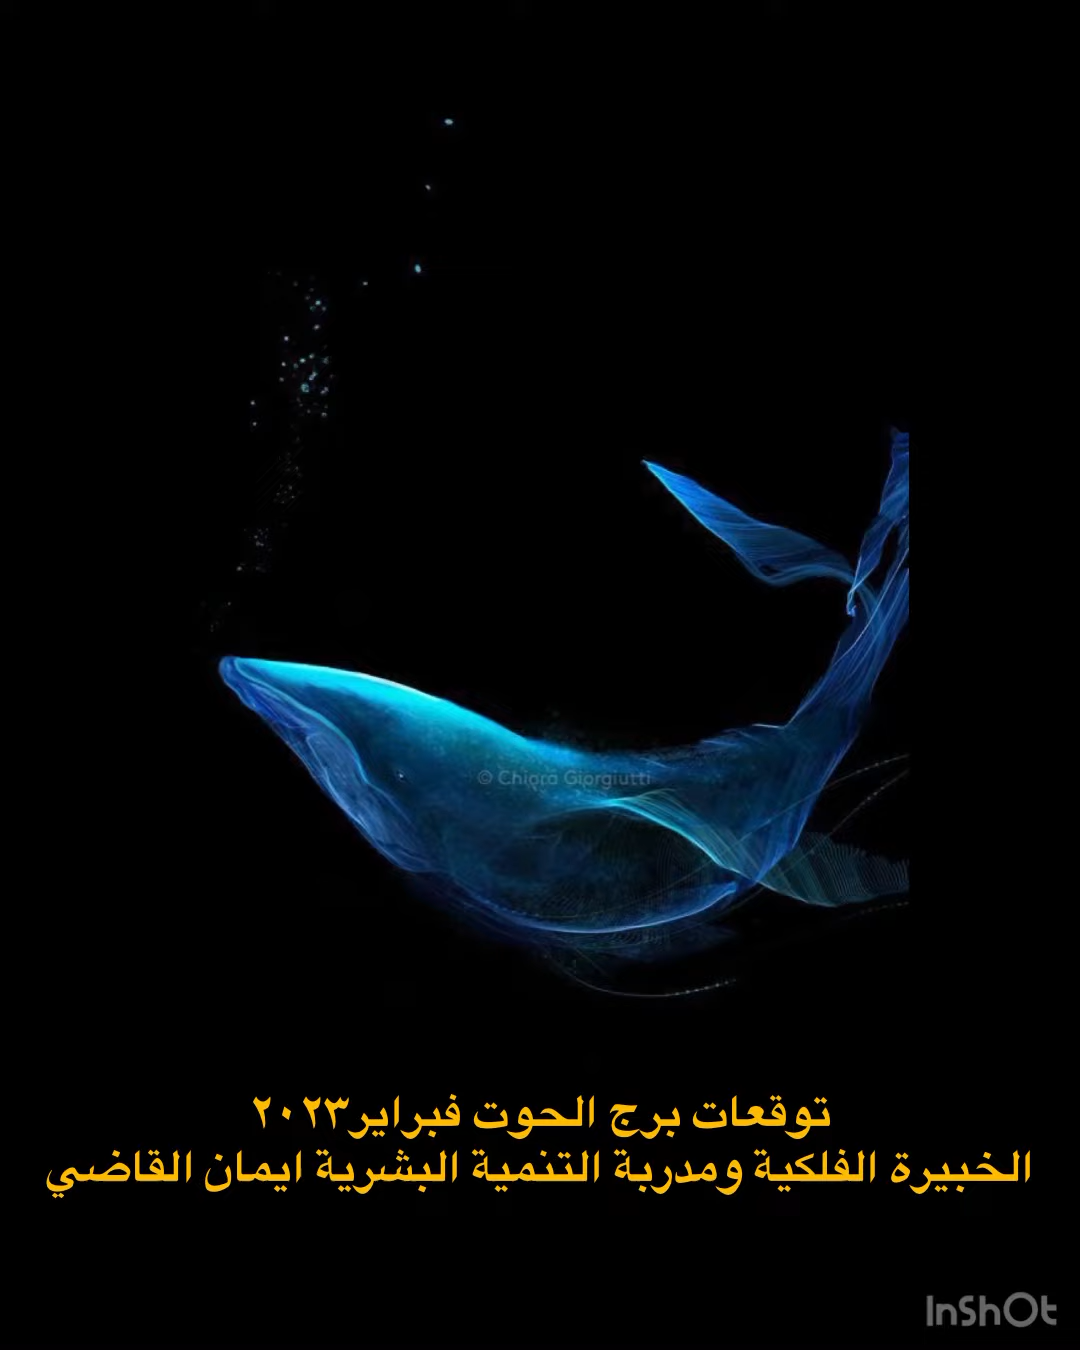 © Chiara Giorgiutti
توقعات برج الحوت فبراير٢٠٢٣
الخبيرة الفلكية ومدربة التنمية البشرية ايمان القاضي
InShOt